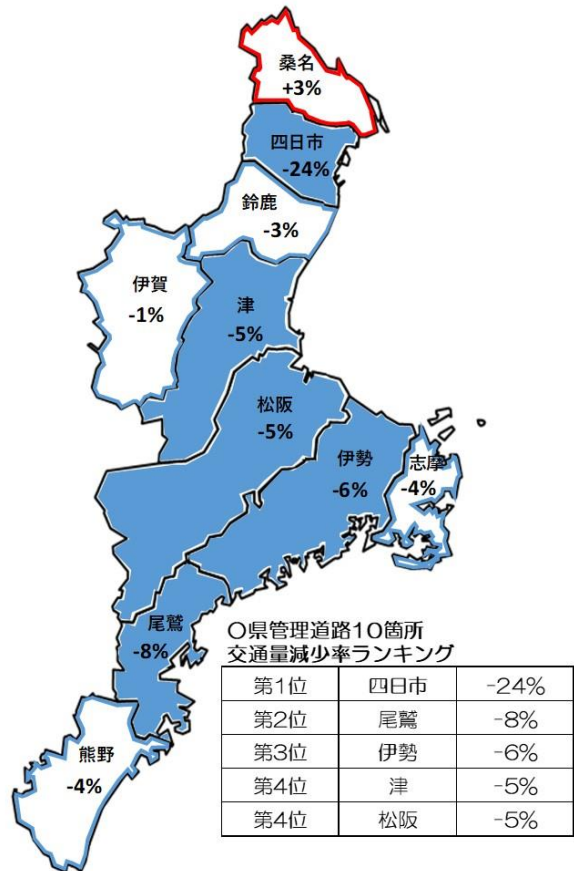 桑名
+3%
四日市
-24%
鈴鹿
-3%
伊賀
-1%
津
-5%
松阪
-5%
伊勢
-6%
志摩
-4%
尾鷲
-8%
熊野
-4%
〇県管理道路10箇所
交通量減少率ランキング
第1位 四日市 -24%
第2位 尾鷲 -8%
第3位 伊勢 -6%
第4位 津 -5%
第4位 松阪 -5%